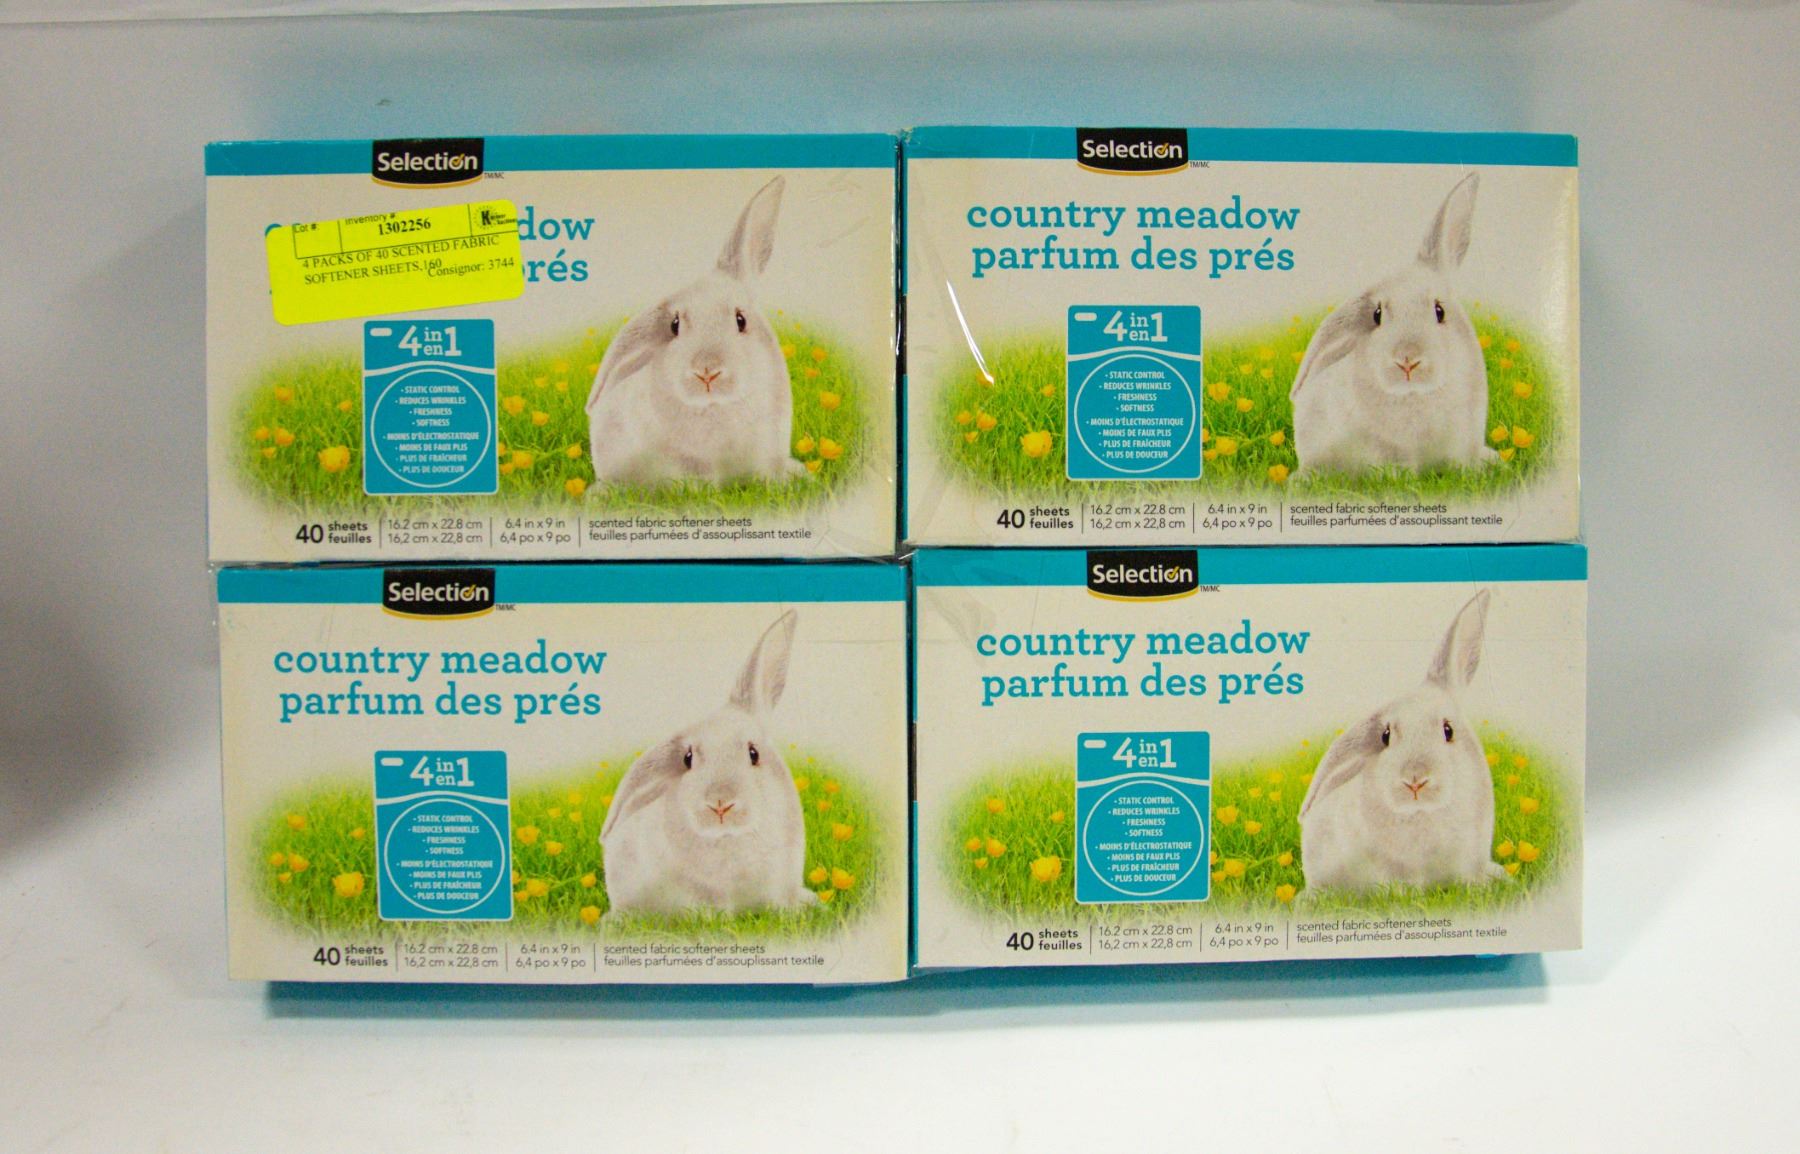 Selection
TM/MC
dow
rés
Lot #:
Inventory #
1302256
K
4 PACKS OF 40 SCENTED FABRIC
SOFTENER SHEETS,160
Consignor: 3744
4 in en 1
• STATIC CONTROL
• REDUCES WRINKLES
• FRESHNESS
• SOFTNESS
• MOINS D'ÉLECTROSTATIQUE
• MOINS DE FAUX PLIS
• PLUS DE FRAÎCHEUR
• PLUS DE DOUCEUR
40 sheets feuilles
16.2 cm x 22.8 cm
16,2 cm x 22,8 cm
6.4 in x 9 in
6,4 po x 9 po
scented fabric softener sheets
feuilles parfumées d'assouplissant textile
Selection
TM/MC
country meadow
parfum des prés
4 in en 1
• STATIC CONTROL
• REDUCES WRINKLES
• FRESHNESS
• SOFTNESS
• MOINS D'ÉLECTROSTATIQUE
• MOINS DE FAUX PLIS
• PLUS DE FRAÎCHEUR
• PLUS DE DOUCEUR
40 sheets feuilles
16.2 cm x 22.8 cm
16,2 cm x 22,8 cm
6.4 in x 9 in
6,4 po x 9 po
scented fabric softener sheets
feuilles parfumées d'assouplissant textile
Selection
TM/MC
country meadow
parfum des prés
4 in en 1
• STATIC CONTROL
• REDUCES WRINKLES
• FRESHNESS
• SOFTNESS
• MOINS D'ÉLECTROSTATIQUE
• MOINS DE FAUX PLIS
• PLUS DE FRAÎCHEUR
• PLUS DE DOUCEUR
40 sheets feuilles
16.2 cm x 22.8 cm
16,2 cm x 22,8 cm
6.4 in x 9 in
6,4 po x 9 po
scented fabric softener sheets
feuilles parfumées d'assouplissant textile
Selection
TM/MC
country meadow
parfum des prés
4 in en 1
• STATIC CONTROL
• REDUCES WRINKLES
• FRESHNESS
• SOFTNESS
• MOINS D'ÉLECTROSTATIQUE
• MOINS DE FAUX PLIS
• PLUS DE FRAÎCHEUR
• PLUS DE DOUCEUR
40 sheets feuilles
16.2 cm x 22.8 cm
16,2 cm x 22,8 cm
6.4 in x 9 in
6,4 po x 9 po
scented fabric softener sheets
feuilles parfumées d'assouplissant textile